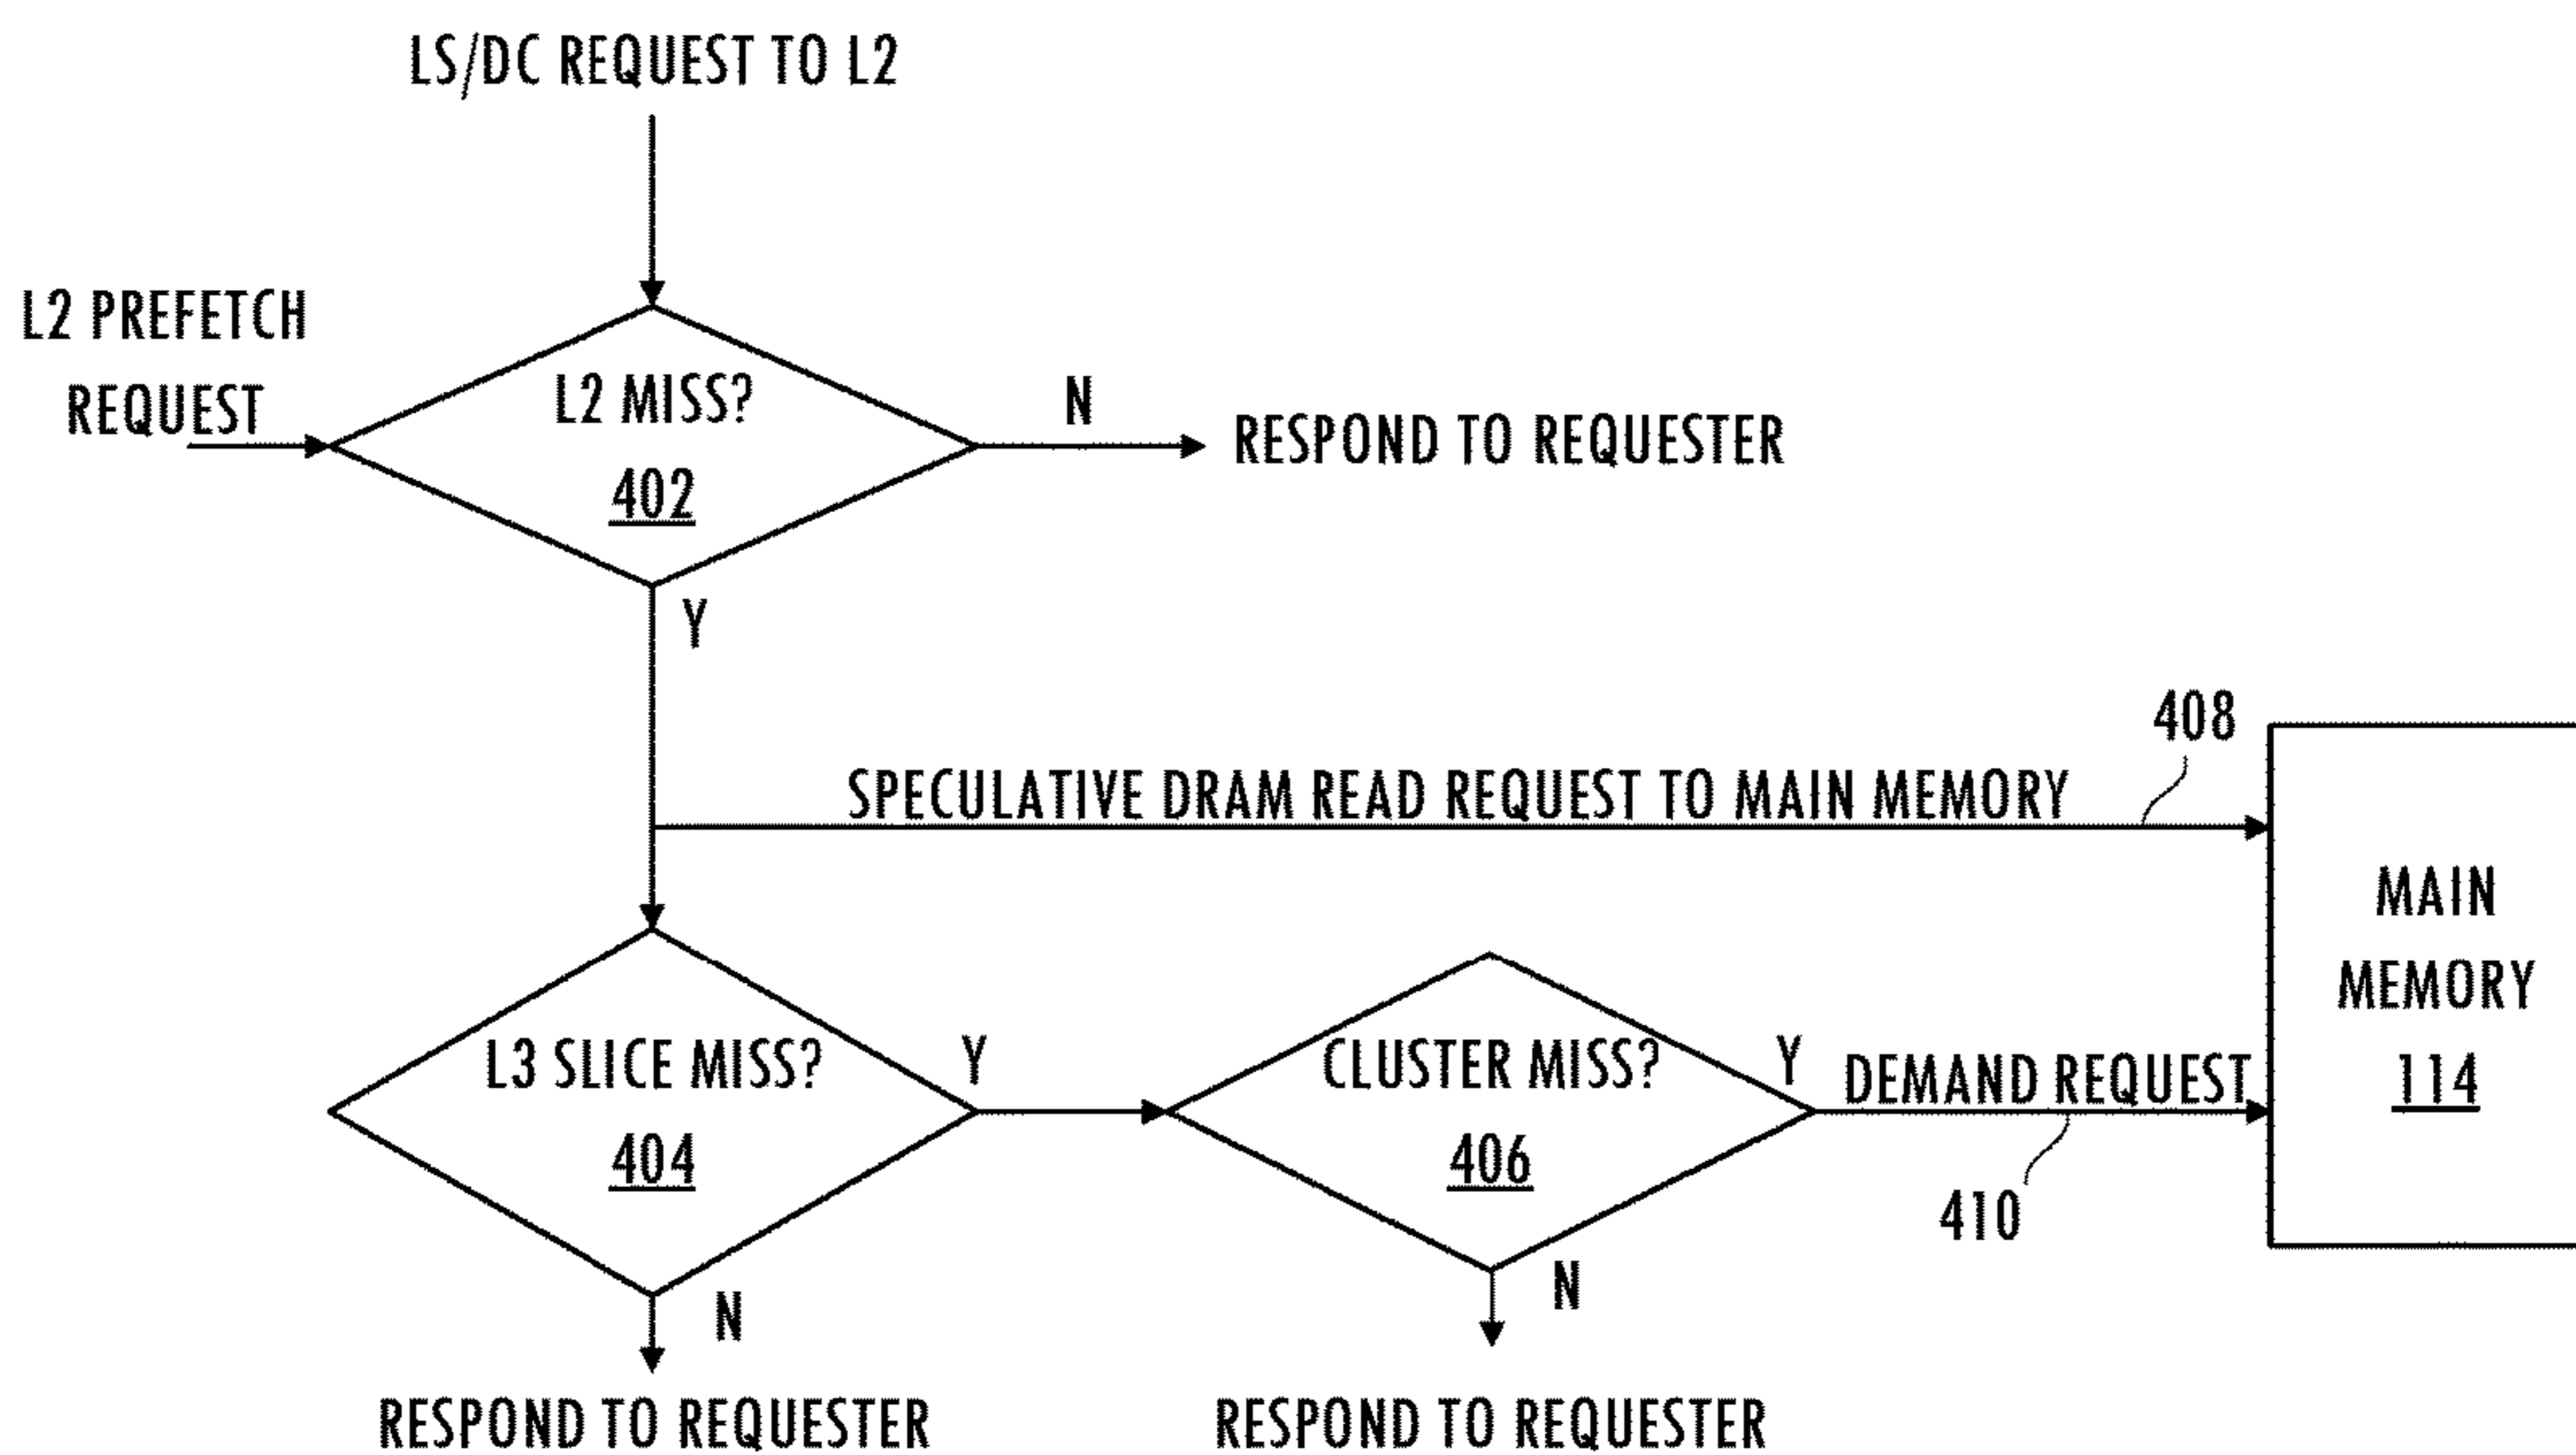 LS/DC REQUEST TO L2
L2 PREFETCH
REQUEST
L2 MISS?
402
N
RESPOND TO REQUESTER
Y
408
SPECULATIVE DRAM READ REQUEST TO MAIN MEMORY
MAIN
MEMORY
114
L3 SLICE MISS?
404
Y
CLUSTER MISS?
406
Y
DEMAND REQUEST
410
N
N
RESPOND TO REQUESTER
RESPOND TO REQUESTER